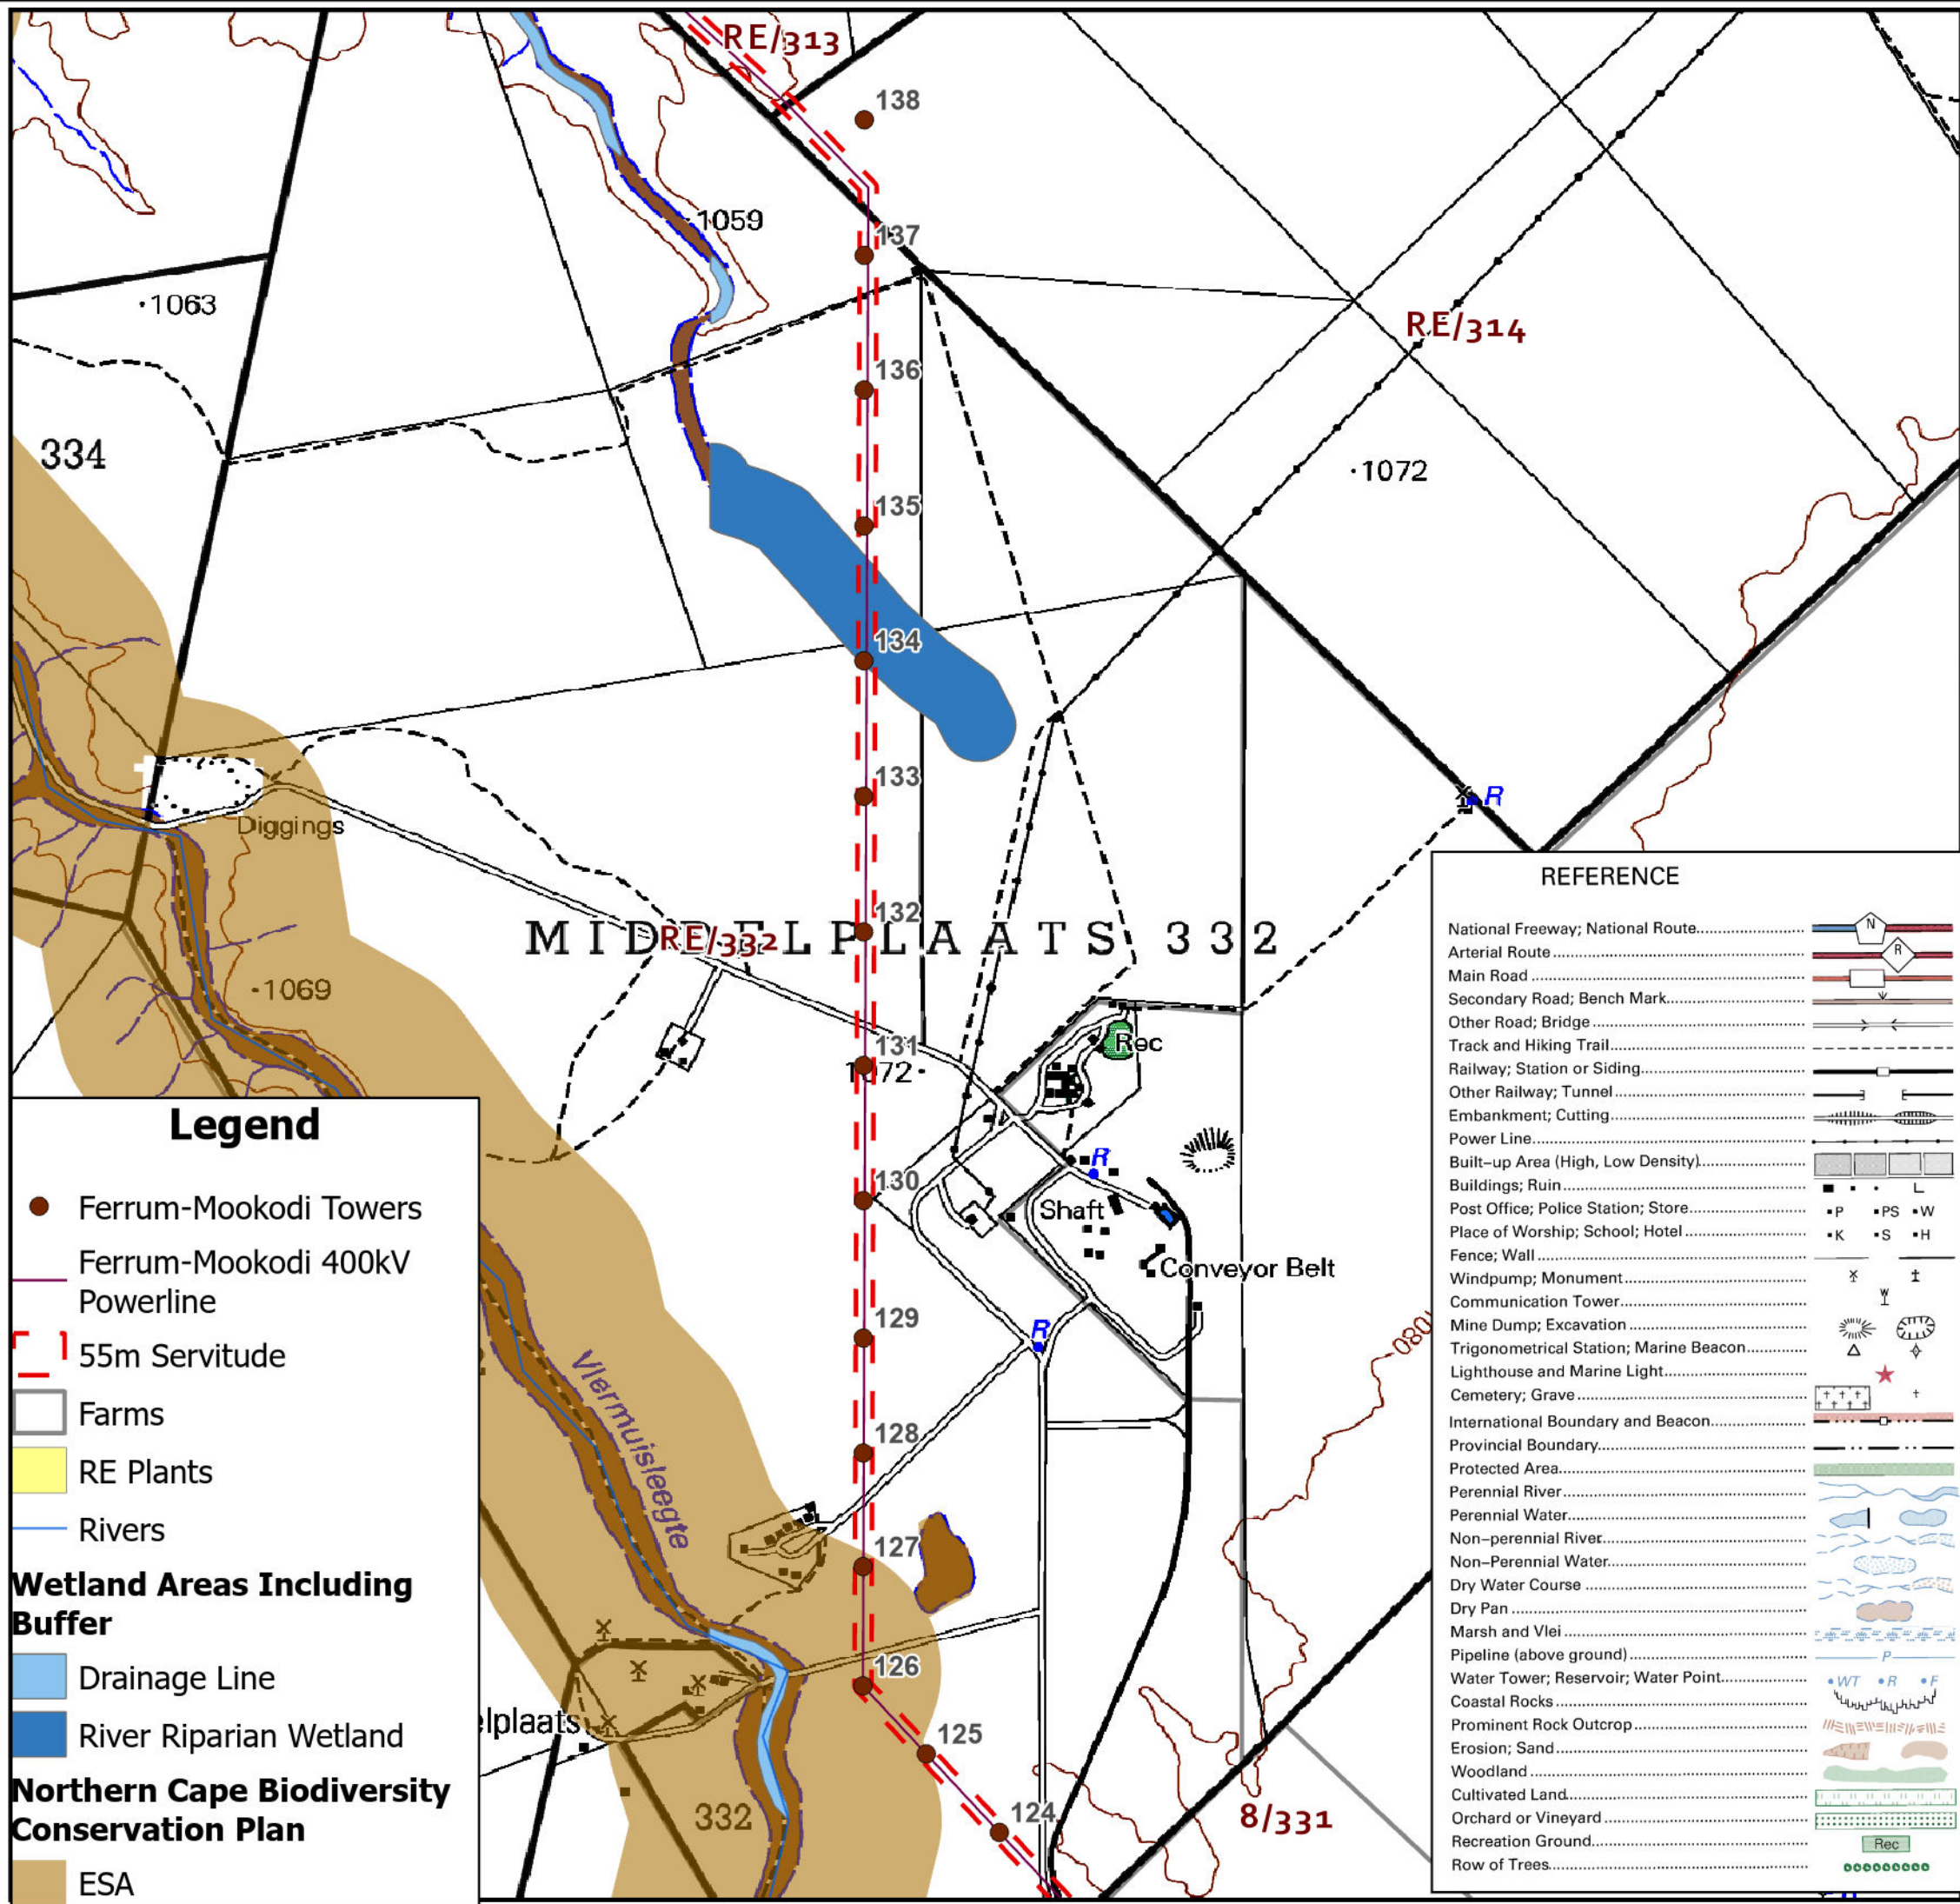 RE/313
138
1059
137
1063
RE/314
136
334
1072
135
134
133
R
Diggings
132
MIDDELPLAATS 332
RE/332
1069
Rec
131
1072
R
130
Shaft
Conveyor Belt
R
129
Vlermuisleegte
128
127
126
elplaats
125
332
124
8/331
1080
Legend
Ferrum-Mookodi Towers
Ferrum-Mookodi 400kV
Powerline
55m Servitude
Farms
RE Plants
Rivers
Wetland Areas Including
Buffer
Drainage Line
River Riparian Wetland
Northern Cape Biodiversity
Conservation Plan
ESA
REFERENCE
National Freeway; National Route N
Arterial Route R
Main Road
Secondary Road; Bench Mark
Other Road; Bridge
Track and Hiking Trail
Railway; Station or Siding
Other Railway; Tunnel
Embankment; Cutting
Power Line
Built-up Area (High, Low Density)
Buildings; Ruin
Post Office; Police Station; Store P PS W
Place of Worship; School; Hotel K S H
Fence; Wall
Windpump; Monument
Communication Tower
Mine Dump; Excavation
Trigonometrical Station; Marine Beacon
Lighthouse and Marine Light
Cemetery; Grave
International Boundary and Beacon
Provincial Boundary
Protected Area
Perennial River
Perennial Water
Non-perennial River
Non-Perennial Water
Dry Water Course
Dry Pan
Marsh and Vlei
Pipeline (above ground) P
Water Tower; Reservoir; Water Point WT R F
Coastal Rocks
Prominent Rock Outcrop
Erosion; Sand
Woodland
Cultivated Land
Orchard or Vineyard
Recreation Ground Rec
Row of Trees